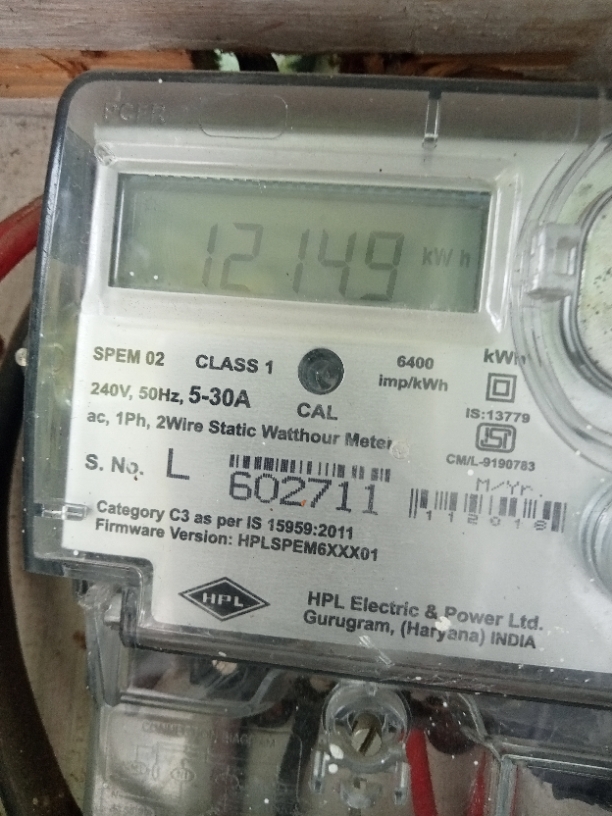 12149 kWh
SPEM 02 CLASS 1
6400 imp/kWh
kWh
240V, 50Hz, 5-30A
CAL
IS:13779
ac, 1Ph, 2Wire Static Watthour Meter
CM/L-9190783
S. No. L 602711
M/Yr.
112018
Category C3 as per IS 15959:2011
Firmware Version: HPLSPEM6XXX01
HPL
HPL Electric & Power Ltd.
Gurugram, (Haryana) INDIA